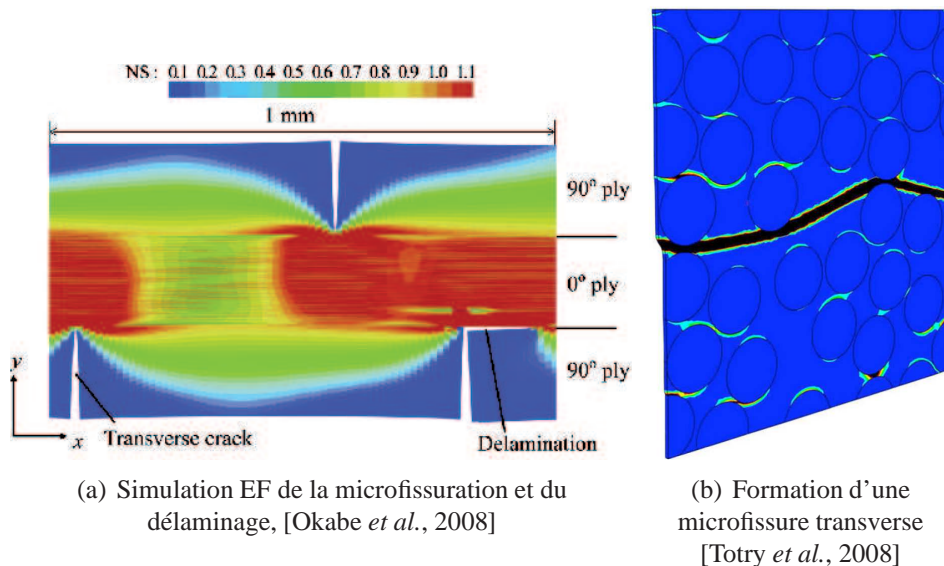 NS : 0.1 0.2 0.3 0.4 0.5 0.6 0.7 0.8 0.9 1.0 1.1
1 mm
90° ply
0° ply
90° ply
y
x
Transverse crack
Delamination
(a) Simulation EF de la microfissuration et du
délaminage, [Okabe et al., 2008]
(b) Formation d'une
microfissure transverse
[Totry et al., 2008]